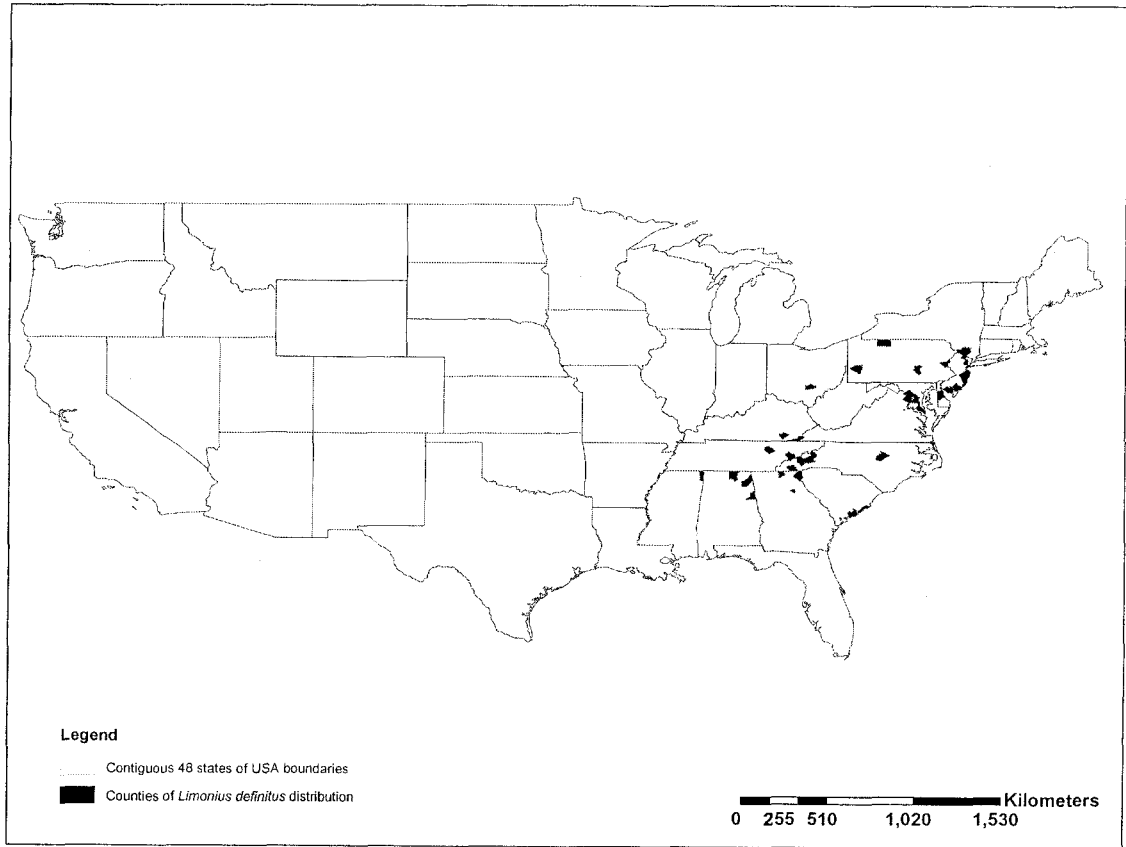 Legend
Contiguous 48 states of USA boundaries
Counties of Limonius definitus distribution
Kilometers
0 255 510 1,020 1,530